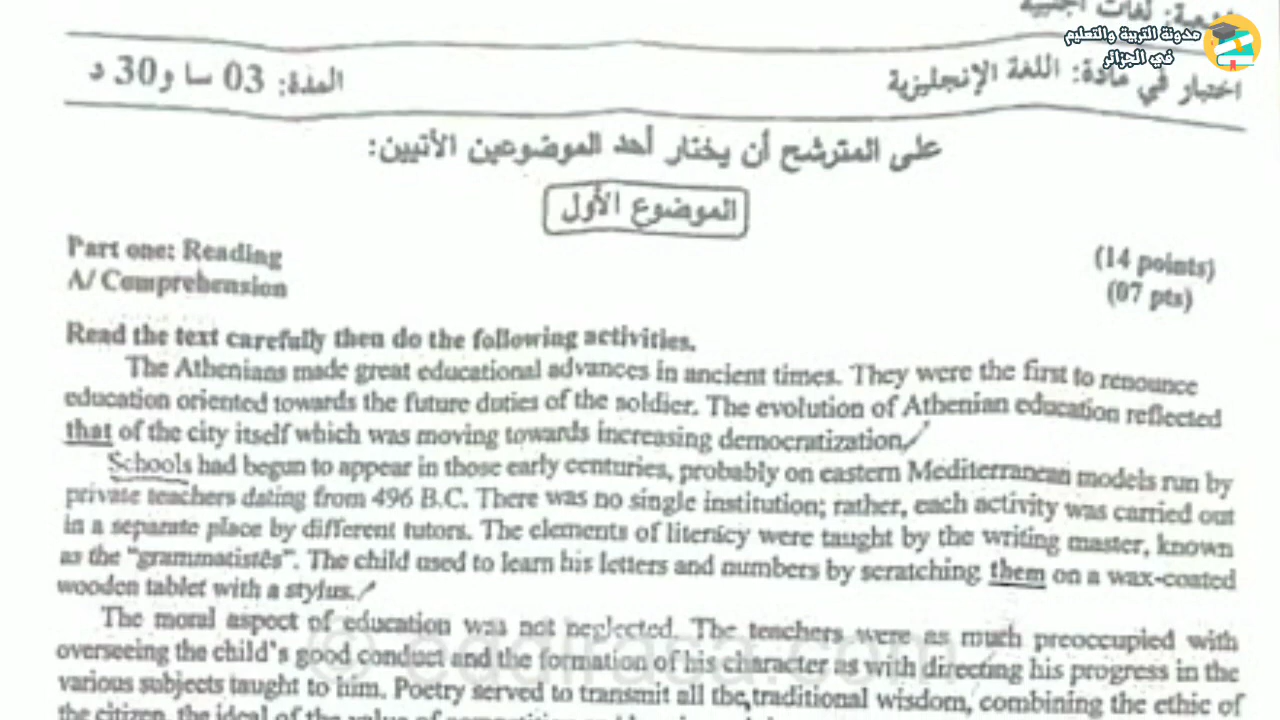 لغات أجنبية
مدونة التربية والتعليم
في الجزائر
اختبار في مادة: اللغة الإنجليزية
المدة: 03 سا و30 د
على المترشح أن يختار أحد الموضوعين الآتيين:
الموضوع الأول
Part one: Reading (14 points)
A/ Comprehension (07 pts)
Read the text carefully then do the following activities.
The Athenians made great educational advances in ancient times. They were the first to renounce
education oriented towards the future duties of the soldier. The evolution of Athenian education reflected
that of the city itself which was moving towards increasing democratization.
Schools had begun to appear in those early centuries, probably on eastern Mediterranean models run by
private teachers dating from 496 B.C. There was no single institution; rather, each activity was carried out
in a separate place by different tutors. The elements of literacy were taught by the writing master, known
as the "grammatistès". The child used to learn his letters and numbers by scratching them on a wax-coated
wooden tablet with a stylus.
The moral aspect of education was not neglected. The teachers were as much preoccupied with
overseeing the child's good conduct and the formation of his character as with directing his progress in the
various subjects taught to him. Poetry served to transmit all the traditional wisdom, combining the ethic of
the citizen, the ideal of the value of competition and